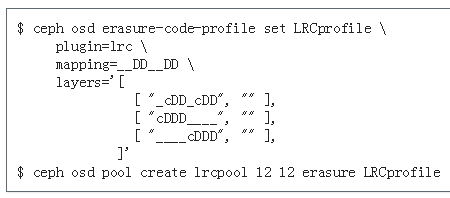 $ ceph osd erasure-code-profile set LRCprofile \
plugin=lrc \
mapping=__DD__DD \
layers='[
[ "_cDD_cDD", "" ],
[ "cDDD____", "" ],
[ "____cDDD", "" ],
]'
$ ceph osd pool create lrcpool 12 12 erasure LRCprofile